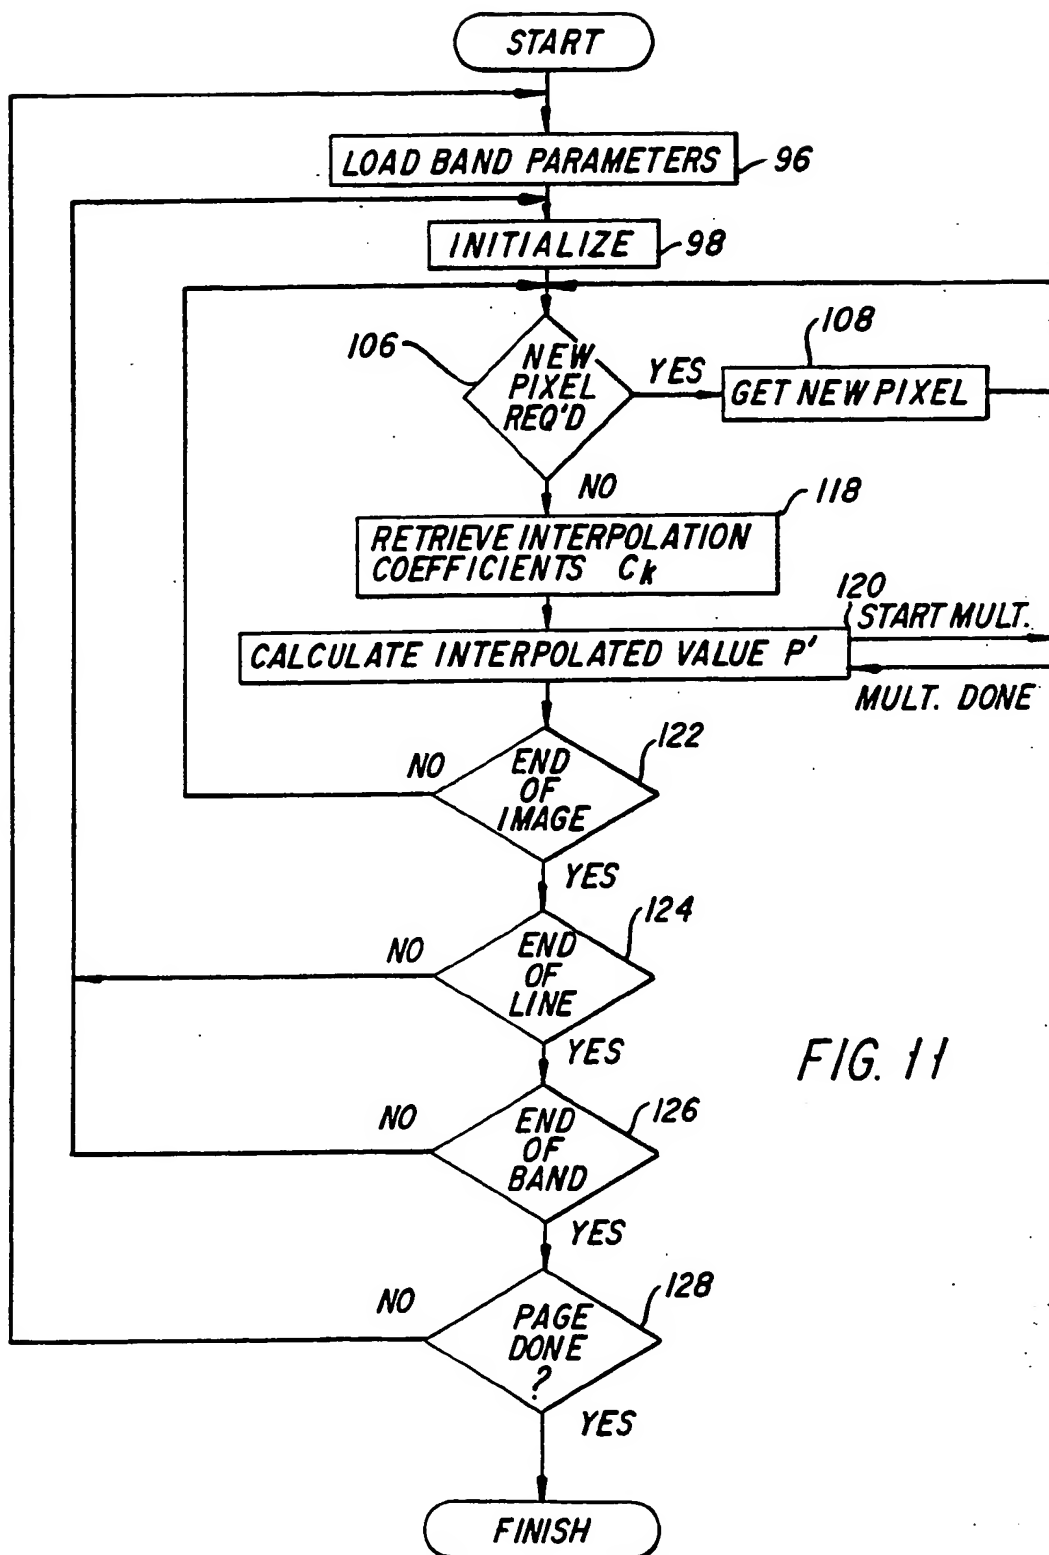 START
LOAD BAND PARAMETERS
96
INITIALIZE
98
106
NEW
PIXEL
REQ'D
YES
108
GET NEW PIXEL
NO
118
RETRIEVE INTERPOLATION
COEFFICIENTS Ck
120
START MULT.
CALCULATE INTERPOLATED VALUE P'
MULT. DONE
122
NO
END
OF
IMAGE
YES
124
NO
END
OF
LINE
YES
FIG. 11
126
NO
END
OF
BAND
YES
128
NO
PAGE
DONE
?
YES
FINISH